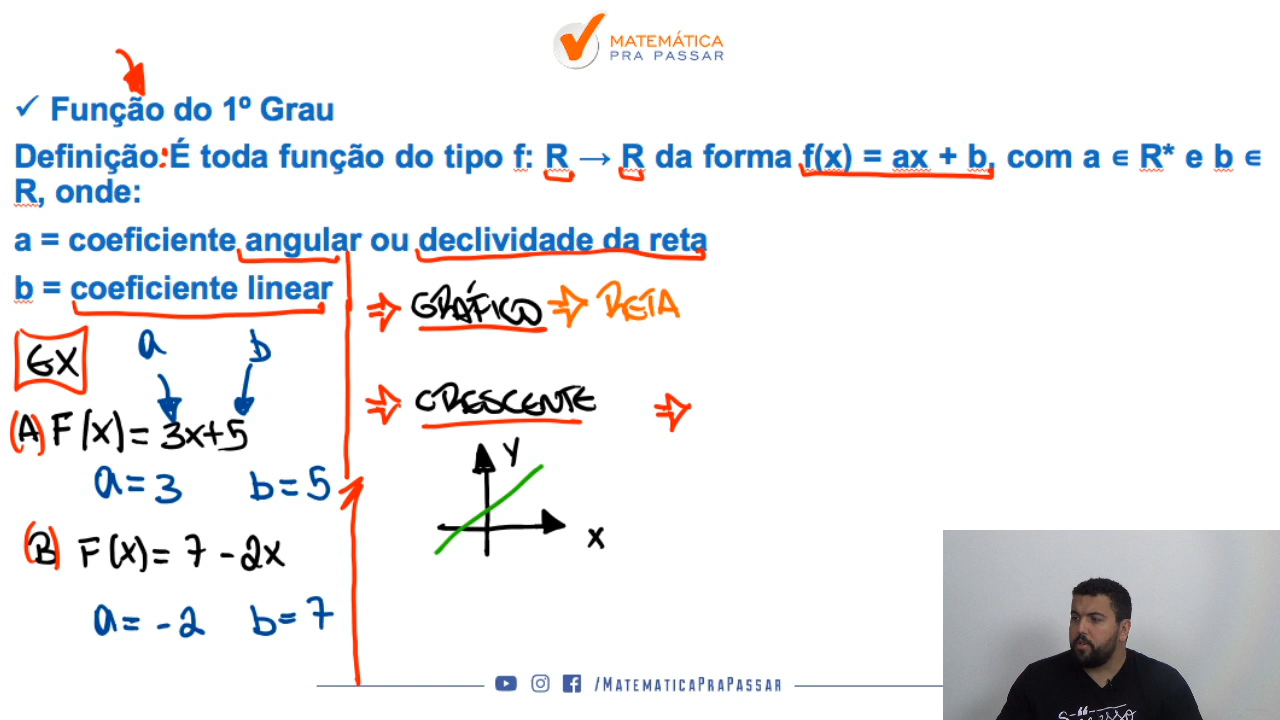 MATEMÁTICA
PRA PASSAR
✓ Função do 1º Grau
Definição: É toda função do tipo f: R → R da forma f(x) = ax + b, com a ∈ R* e b ∈
R, onde:
a = coeficiente angular ou declividade da reta
b = coeficiente linear
⇒ GRÁFICO ⇒ RETA
EX
a b
⇒ CRESCENTE ⇒
(A) F(x) = 3x+5
a = 3 b = 5
y
x
(B) F(x) = 7 - 2x
a = -2 b = 7
/MATEMATICAPRAPASSAR